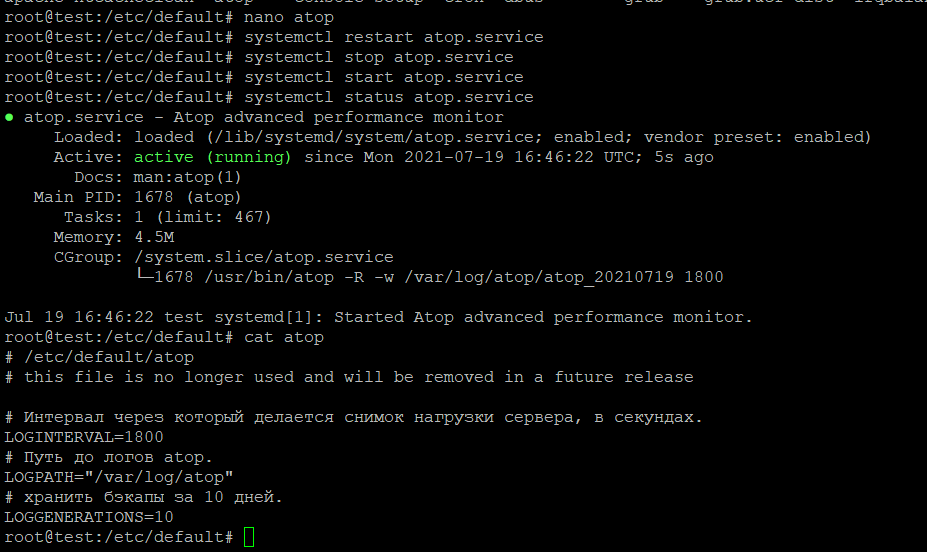 root@test:/etc/default# nano atop
root@test:/etc/default# systemctl restart atop.service
root@test:/etc/default# systemctl stop atop.service
root@test:/etc/default# systemctl start atop.service
root@test:/etc/default# systemctl status atop.service
● atop.service - Atop advanced performance monitor
Loaded: loaded (/lib/systemd/system/atop.service; enabled; vendor preset: enabled)
Active: active (running) since Mon 2021-07-19 16:46:22 UTC; 5s ago
Docs: man:atop(1)
Main PID: 1678 (atop)
Tasks: 1 (limit: 467)
Memory: 4.5M
CGroup: /system.slice/atop.service
└─1678 /usr/bin/atop -R -w /var/log/atop/atop_20210719 1800
Jul 19 16:46:22 test systemd[1]: Started Atop advanced performance monitor.
root@test:/etc/default# cat atop
# /etc/default/atop
# this file is no longer used and will be removed in a future release
# Интервал через который делается снимок нагрузки сервера, в секундах.
LOGINTERVAL=1800
# Путь до логов atop.
LOGPATH="/var/log/atop"
# хранить бэкапы за 10 дней.
LOGGENERATIONS=10
root@test:/etc/default#